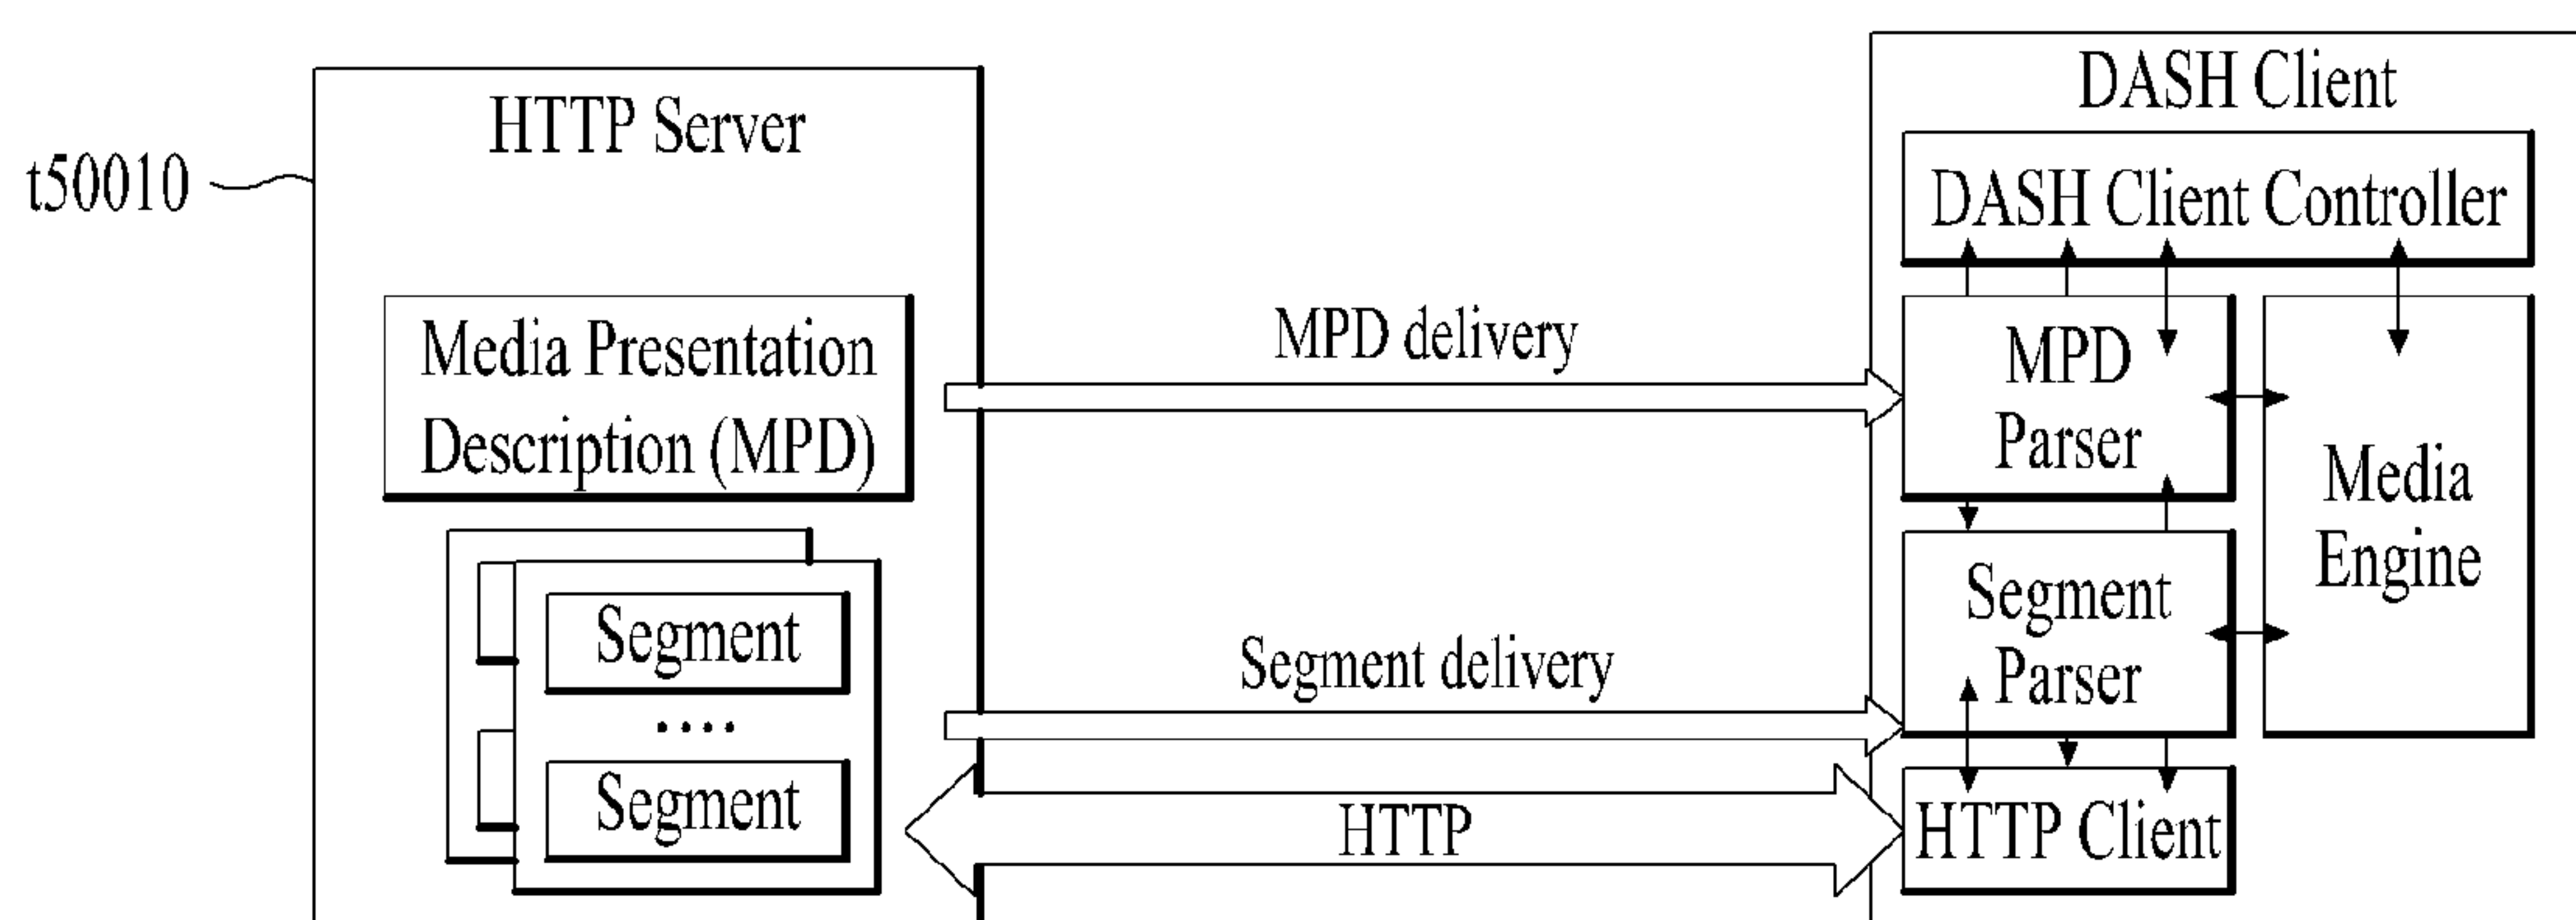 HTTP Server
t50010
Media Presentation
Description (MPD)
Segment
....
Segment
MPD delivery
Segment delivery
HTTP
DASH Client
DASH Client Controller
MPD
Parser
Segment
Parser
HTTP Client
Media
Engine